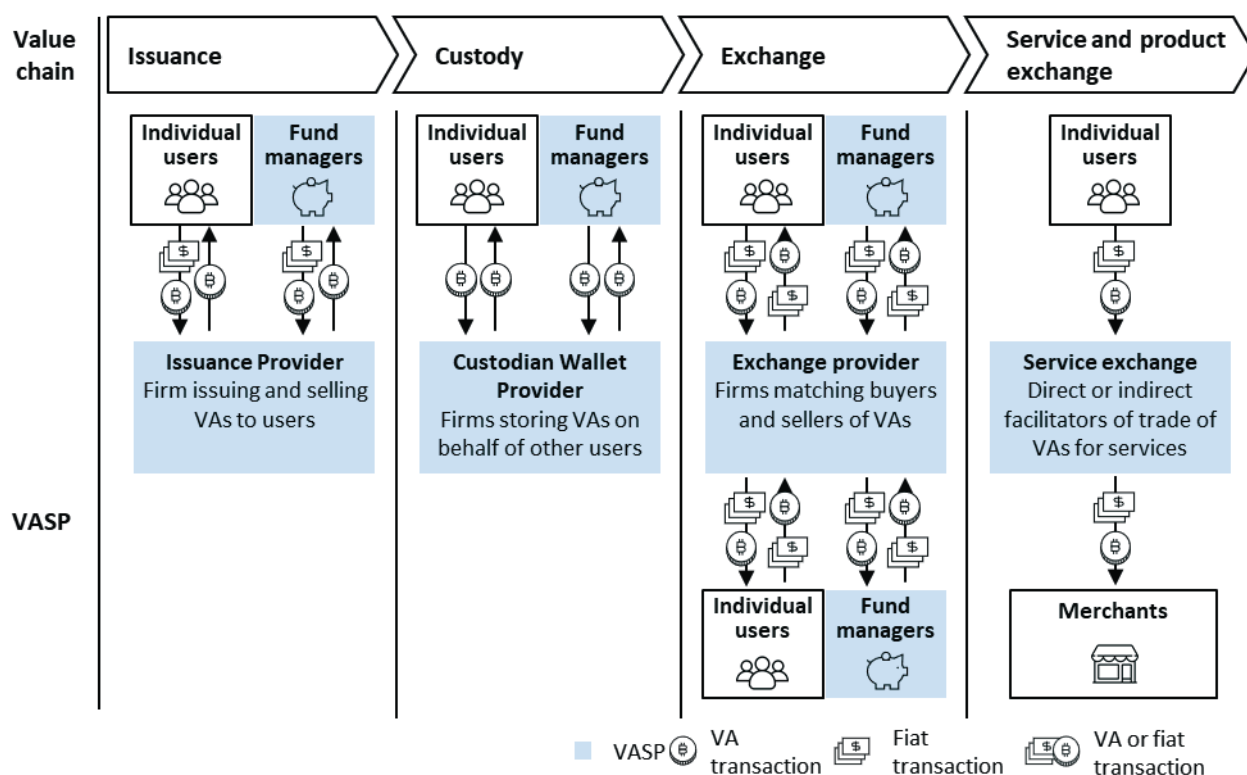 Value
chain
Issuance
Custody
Exchange
Service and product
exchange
Individual
users
Fund
managers
Individual
users
Fund
managers
Individual
users
Fund
managers
Individual
users
Issuance Provider
Firm issuing and selling
VAs to users
Custodian Wallet
Provider
Firms storing VAs on
behalf of other users
Exchange provider
Firms matching buyers
and sellers of VAs
Service exchange
Direct or indirect
facilitators of trade of
VAs for services
VASP
Individual
users
Fund
managers
Merchants
VASP
VA
transaction
Fiat
transaction
VA or fiat
transaction